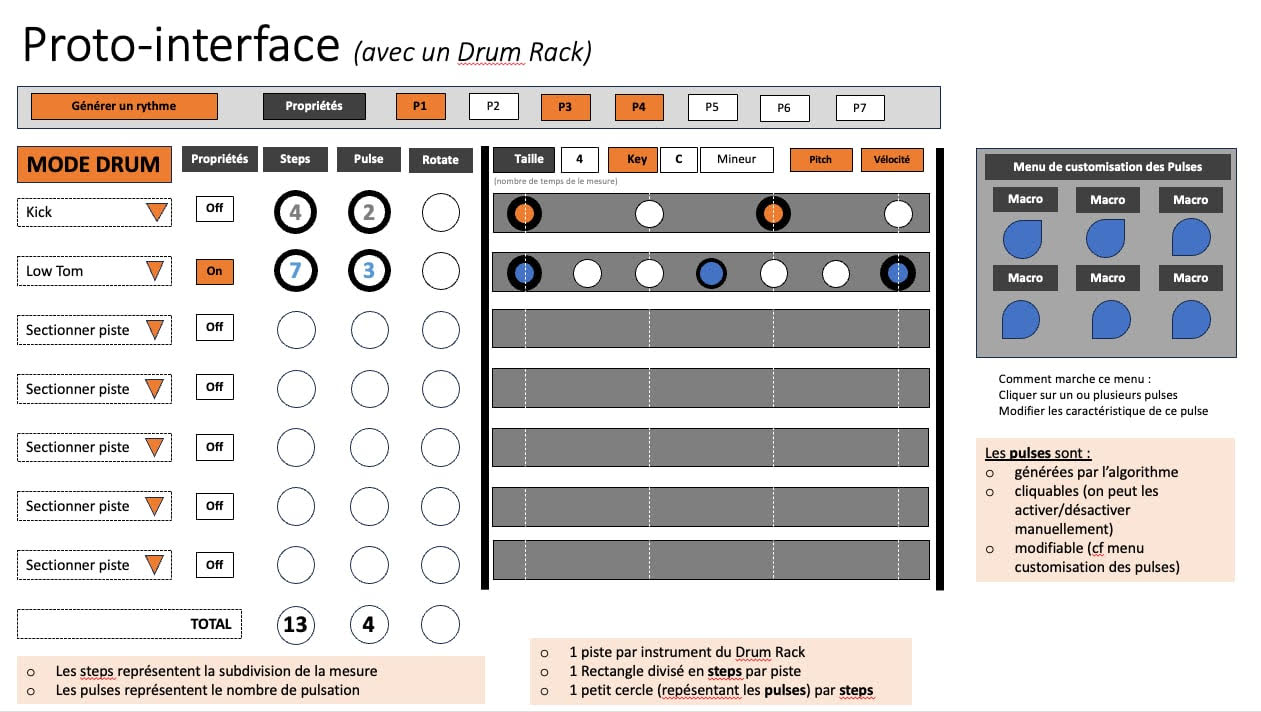 Proto-interface (avec un Drum Rack)
Générer un rythme Propriétés P1 P2 P3 P4 P5 P6 P7
MODE DRUM Propriétés Steps Pulse Rotate Taille 4 Key C Mineur Pitch Vélocité
(nombre de temps de le mesure)
Kick Off 4 2
Low Tom On 7 3
Sectionner piste Off
Sectionner piste Off
Sectionner piste Off
Sectionner piste Off
Sectionner piste Off
TOTAL 13 4
o Les steps représentent la subdivision de la mesure
o Les pulses représentent le nombre de pulsation
o 1 piste par instrument du Drum Rack
o 1 Rectangle divisé en steps par piste
o 1 petit cercle (repésentant les pulses) par steps
Menu de customisation des Pulses
Macro Macro Macro
Macro Macro Macro
Comment marche ce menu :
Cliquer sur un ou plusieurs pulses
Modifier les caractéristique de ce pulse
Les pulses sont :
o générées par l’algorithme
o cliquables (on peut les
activer/désactiver
manuellement)
o modifiable (cf menu
customisation des pulses)